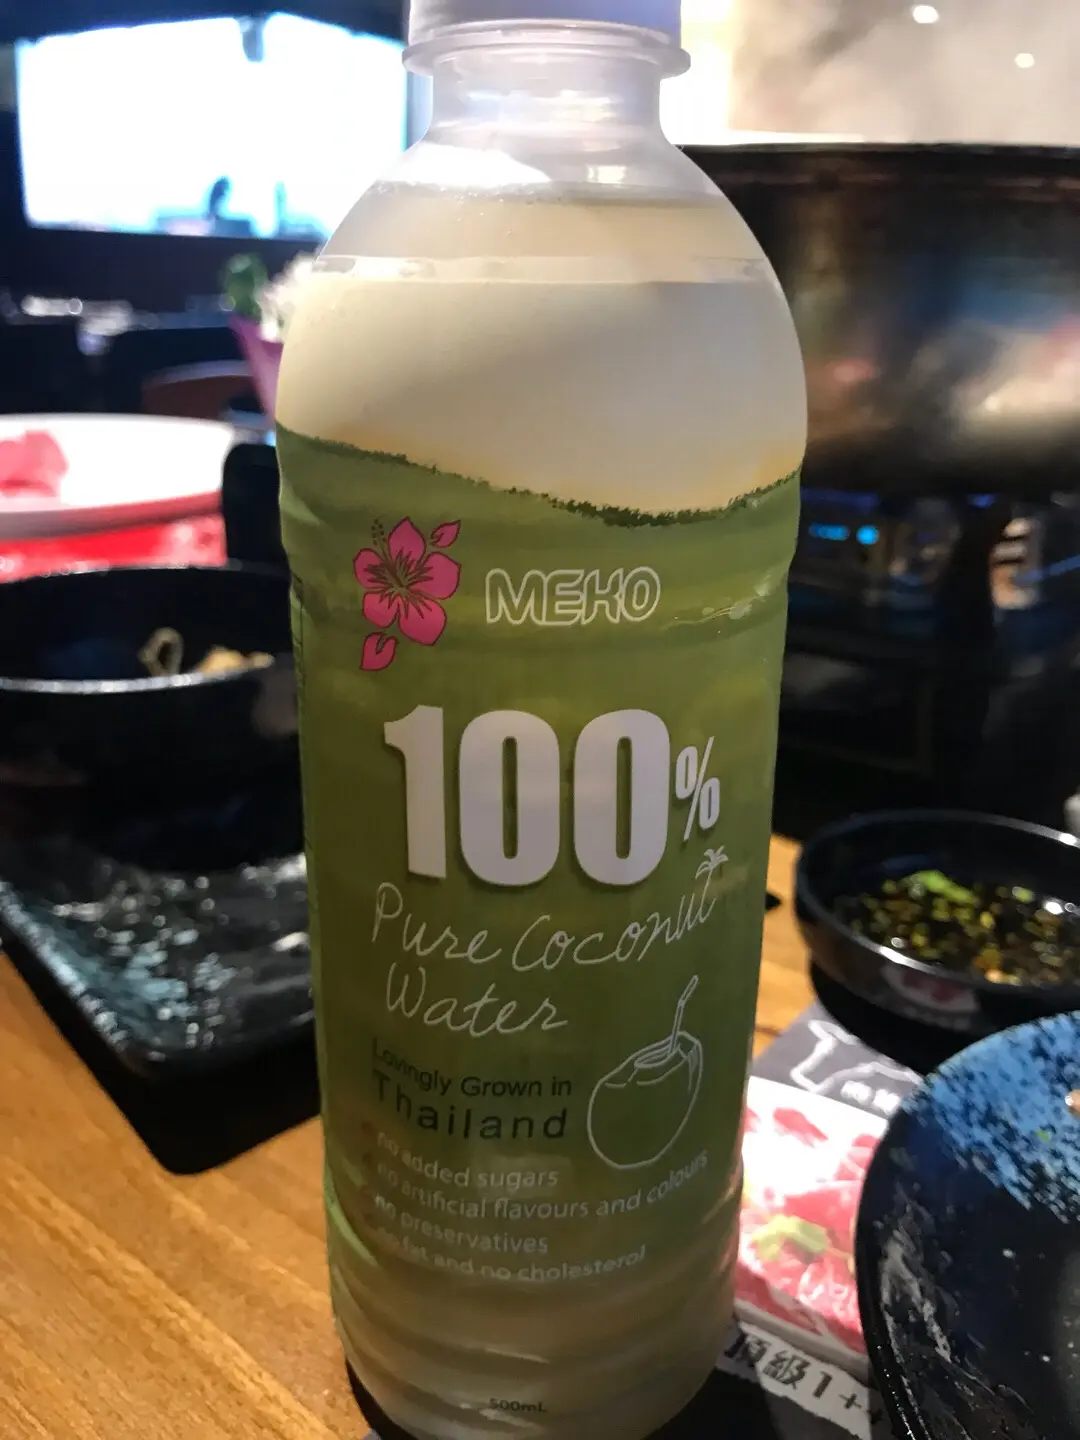 MEKO
100%
Pure Coconut
Water
Lovingly Grown in
Thailand
no added sugars
no artificial flavours and colours
no preservatives
no fat and no cholesterol
500mL
頂級1++